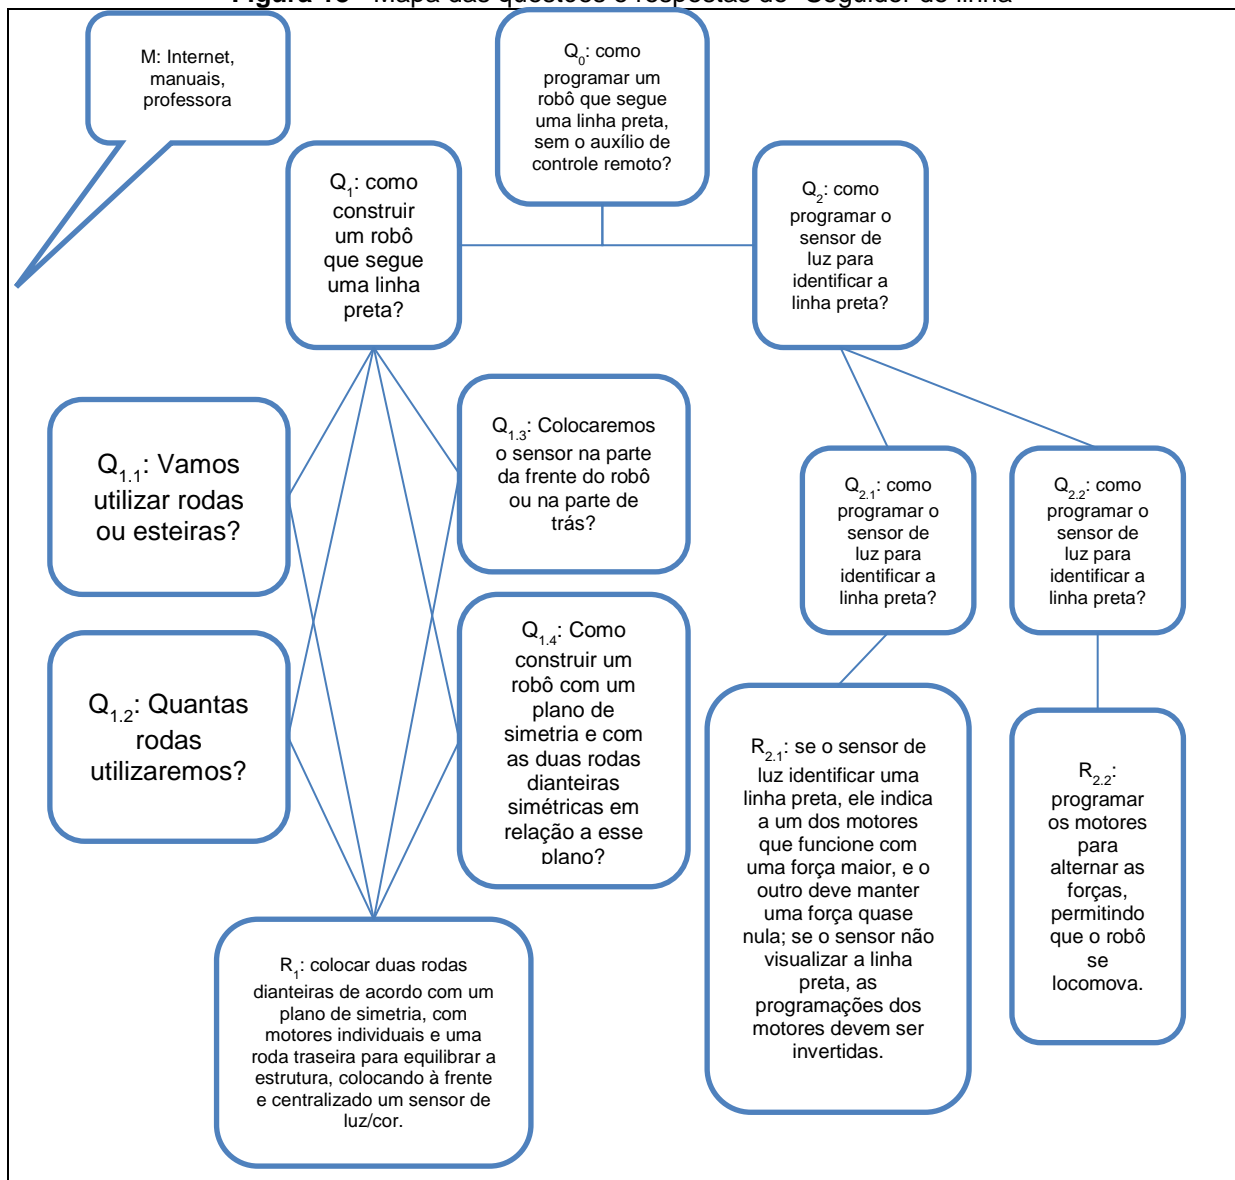 Figura 15 - Mapa das questões e respostas do "Seguidor de linha"
M: Internet,
manuais,
professora
Q0: como
programar um
robô que segue
uma linha preta,
sem o auxílio de
controle remoto?
Q1: como
construir
um robô
que segue
uma linha
preta?
Q2: como
programar o
sensor de
luz para
identificar a
linha preta?
Q1.1: Vamos
utilizar rodas
ou esteiras?
Q1.3: Colocaremos
o sensor na parte
da frente do robô
ou na parte de
trás?
Q2.1: como
programar o
sensor de
luz para
identificar a
linha preta?
Q2.2: como
programar o
sensor de
luz para
identificar a
linha preta?
Q1.2: Quantas
rodas
utilizaremos?
Q1.4: Como
construir um
robô com um
plano de
simetria e com
as duas rodas
dianteiras
simétricas em
relação a esse
plano?
R2.1: se o sensor de
luz identificar uma
linha preta, ele indica
a um dos motores
que funcione com
uma força maior, e o
outro deve manter
uma força quase
nula; se o sensor não
visualizar a linha
preta, as
programações dos
motores devem ser
invertidas.
R2.2:
programar
os motores
para
alternar as
forças,
permitindo
que o robô
se
locomova.
R1: colocar duas rodas
dianteiras de acordo com um
plano de simetria, com
motores individuais e uma
roda traseira para equilibrar a
estrutura, colocando à frente
e centralizado um sensor de
luz/cor.